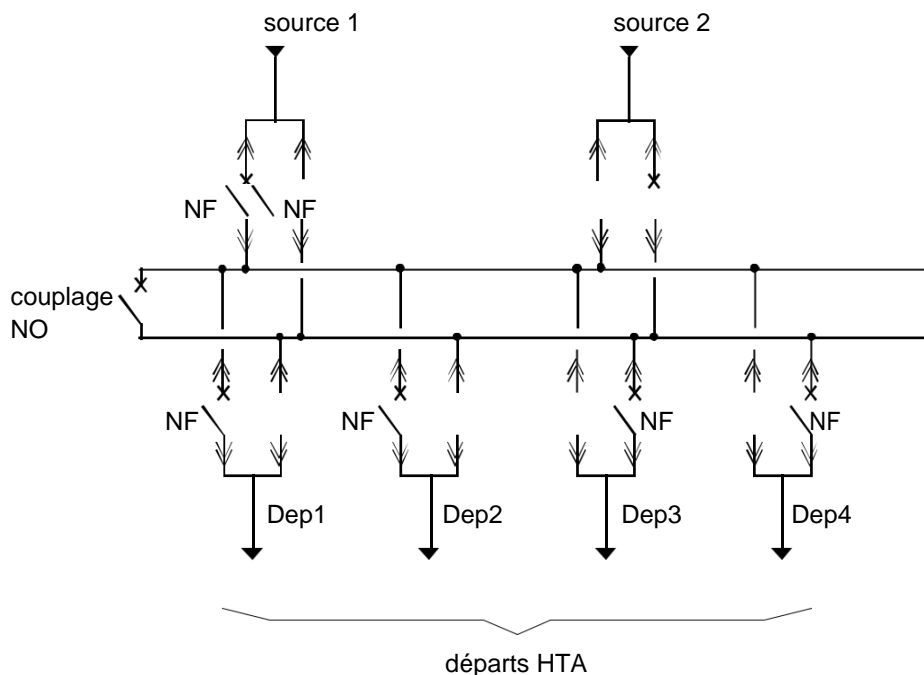 source 1
source 2
NF
NF
couplage
NO
NF
NF
NF
NF
Dep1
Dep2
Dep3
Dep4
départs HTA